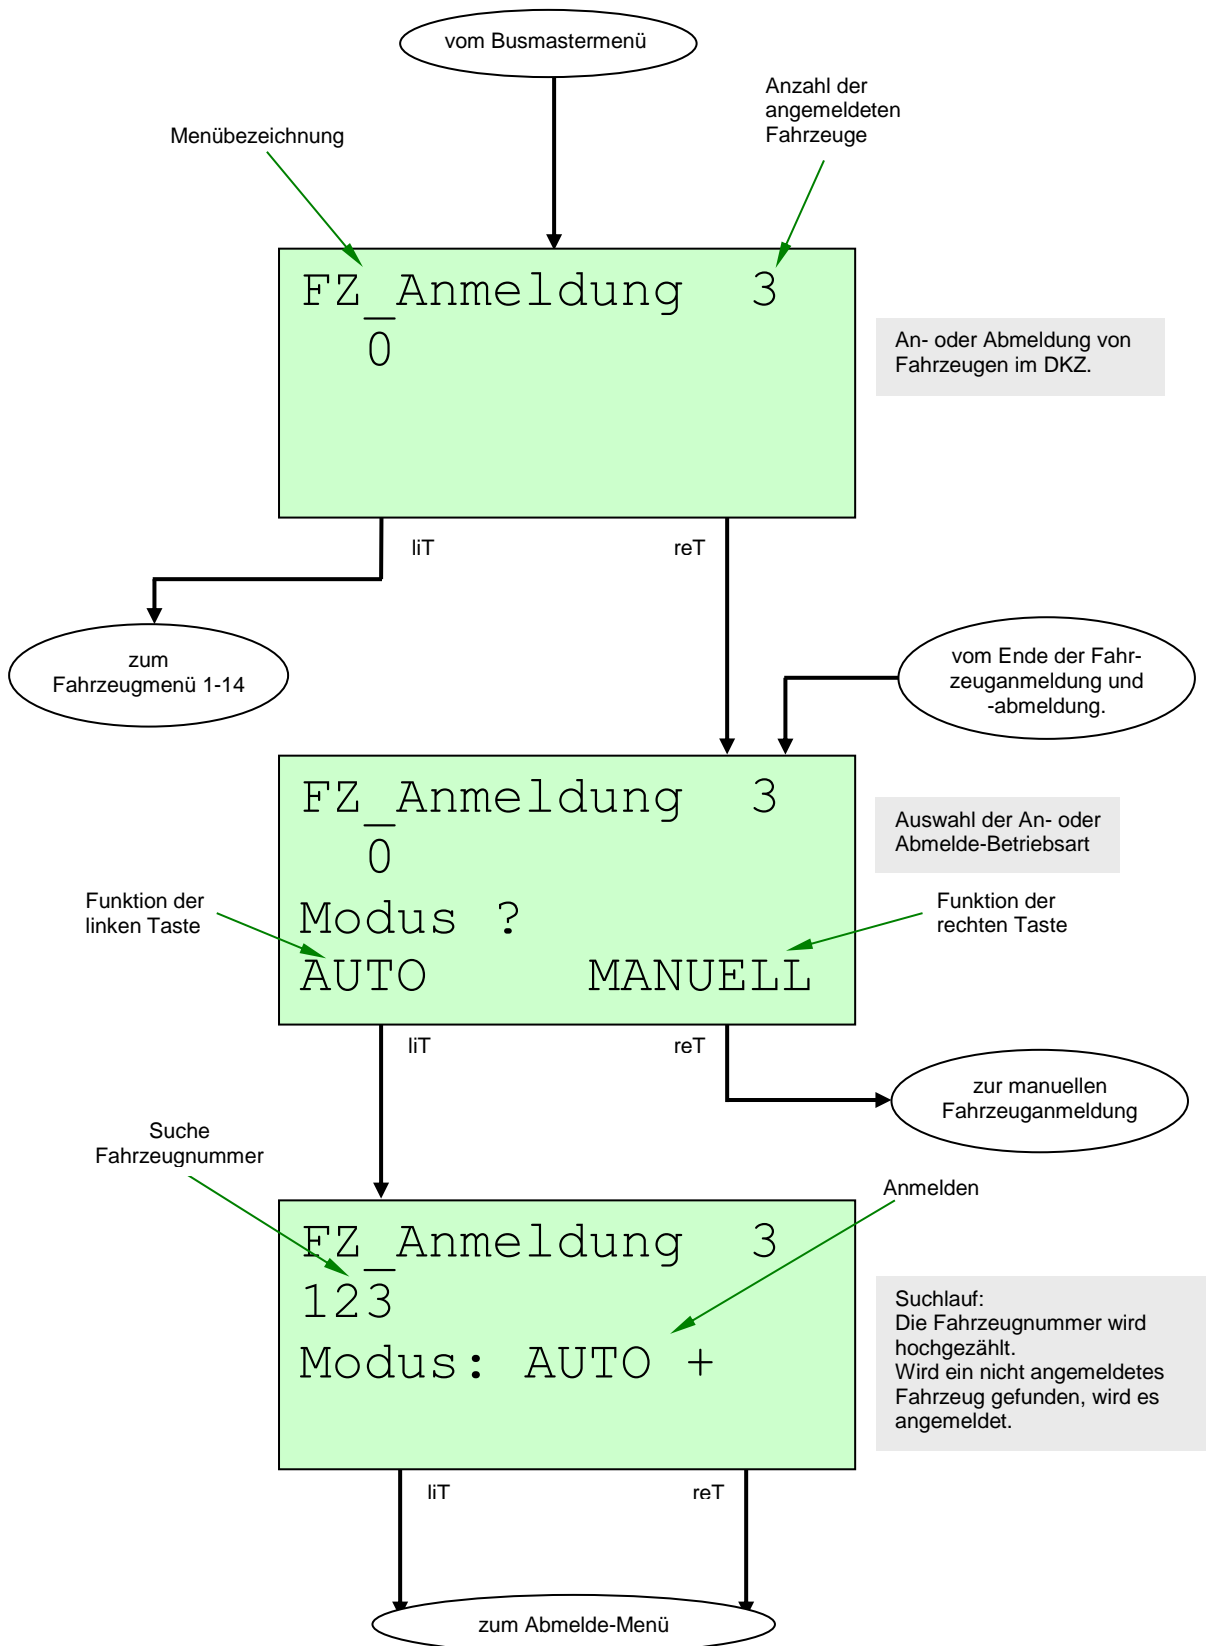 vom Busmastermenü
Anzahl der
angemeldeten
Fahrzeuge
Menübezeichnung
FZ_Anmeldung 3
0
An- oder Abmeldung von
Fahrzeugen im DKZ.
liT
reT
zum
Fahrzeugmenü 1-14
vom Ende der Fahr-
zeuganmeldung und
-abmeldung.
FZ_Anmeldung 3
0
Modus ?
AUTO MANUELL
Auswahl der An- oder
Abmelde-Betriebsart
Funktion der
linken Taste
Funktion der
rechten Taste
liT
reT
zur manuellen
Fahrzeuganmeldung
Suche
Fahrzeugnummer
Anmelden
FZ_Anmeldung 3
123
Modus: AUTO +
Suchlauf:
Die Fahrzeugnummer wird
hochgezählt.
Wird ein nicht angemeldetes
Fahrzeug gefunden, wird es
angemeldet.
liT
reT
zum Abmelde-Menü